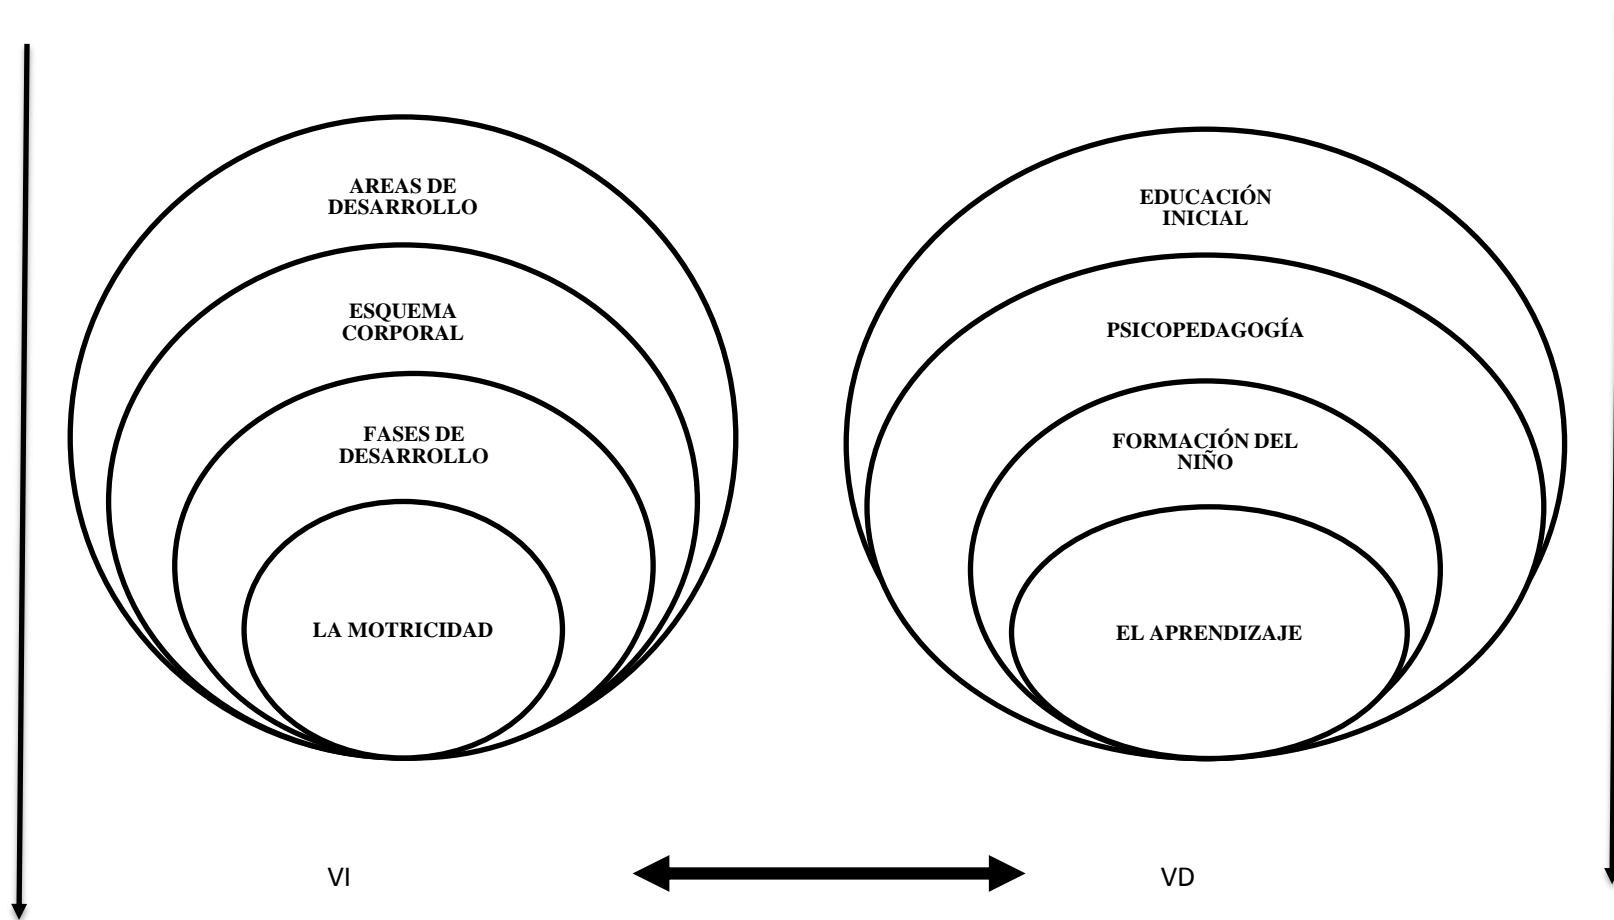 AREAS DE
DESARROLLO
ESQUEMA
CORPORAL
FASES DE
DESARROLLO
LA MOTRICIDAD
EDUCACIÓN
INICIAL
PSICOPEDAGOGÍA
FORMACIÓN DEL
NIÑO
EL APRENDIZAJE
VI
VD